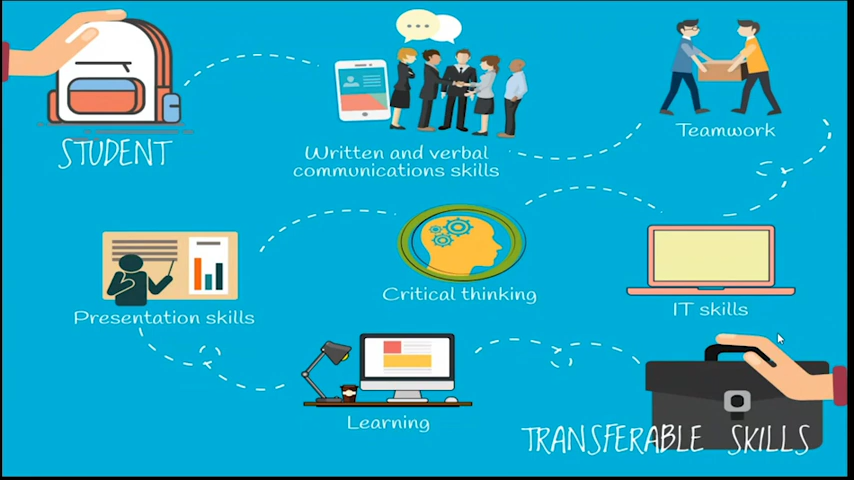 STUDENT
Written and verbal
communications skills
Teamwork
IT skills
Critical thinking
Presentation skills
Learning
TRANSFERABLE SKILLS